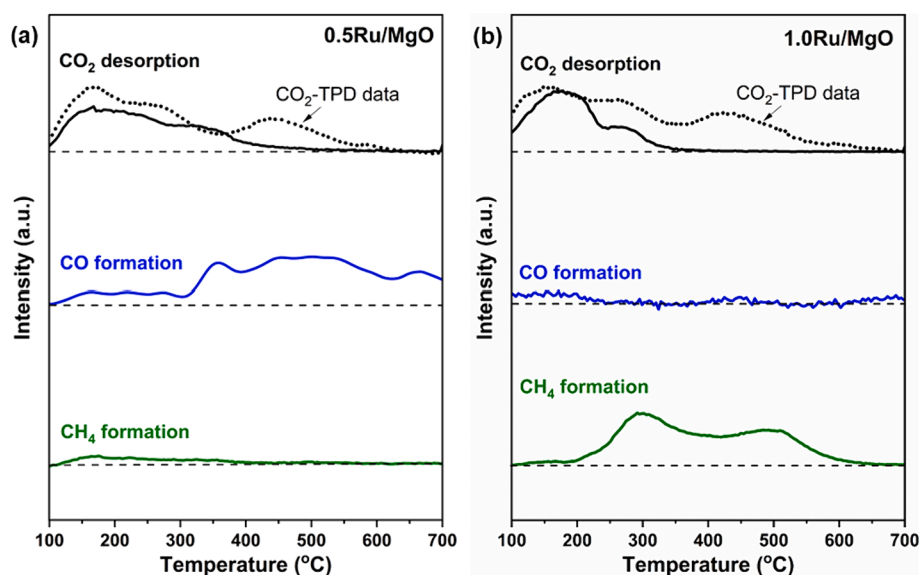 (a)
0.5Ru/MgO
CO₂ desorption
CO₂-TPD data
CO formation
CH₄ formation
Intensity (a.u.)
100 200 300 400 500 600 700
Temperature (°C)
(b)
1.0Ru/MgO
CO₂ desorption
CO₂-TPD data
CO formation
CH₄ formation
Intensity (a.u.)
100 200 300 400 500 600 700
Temperature (°C)